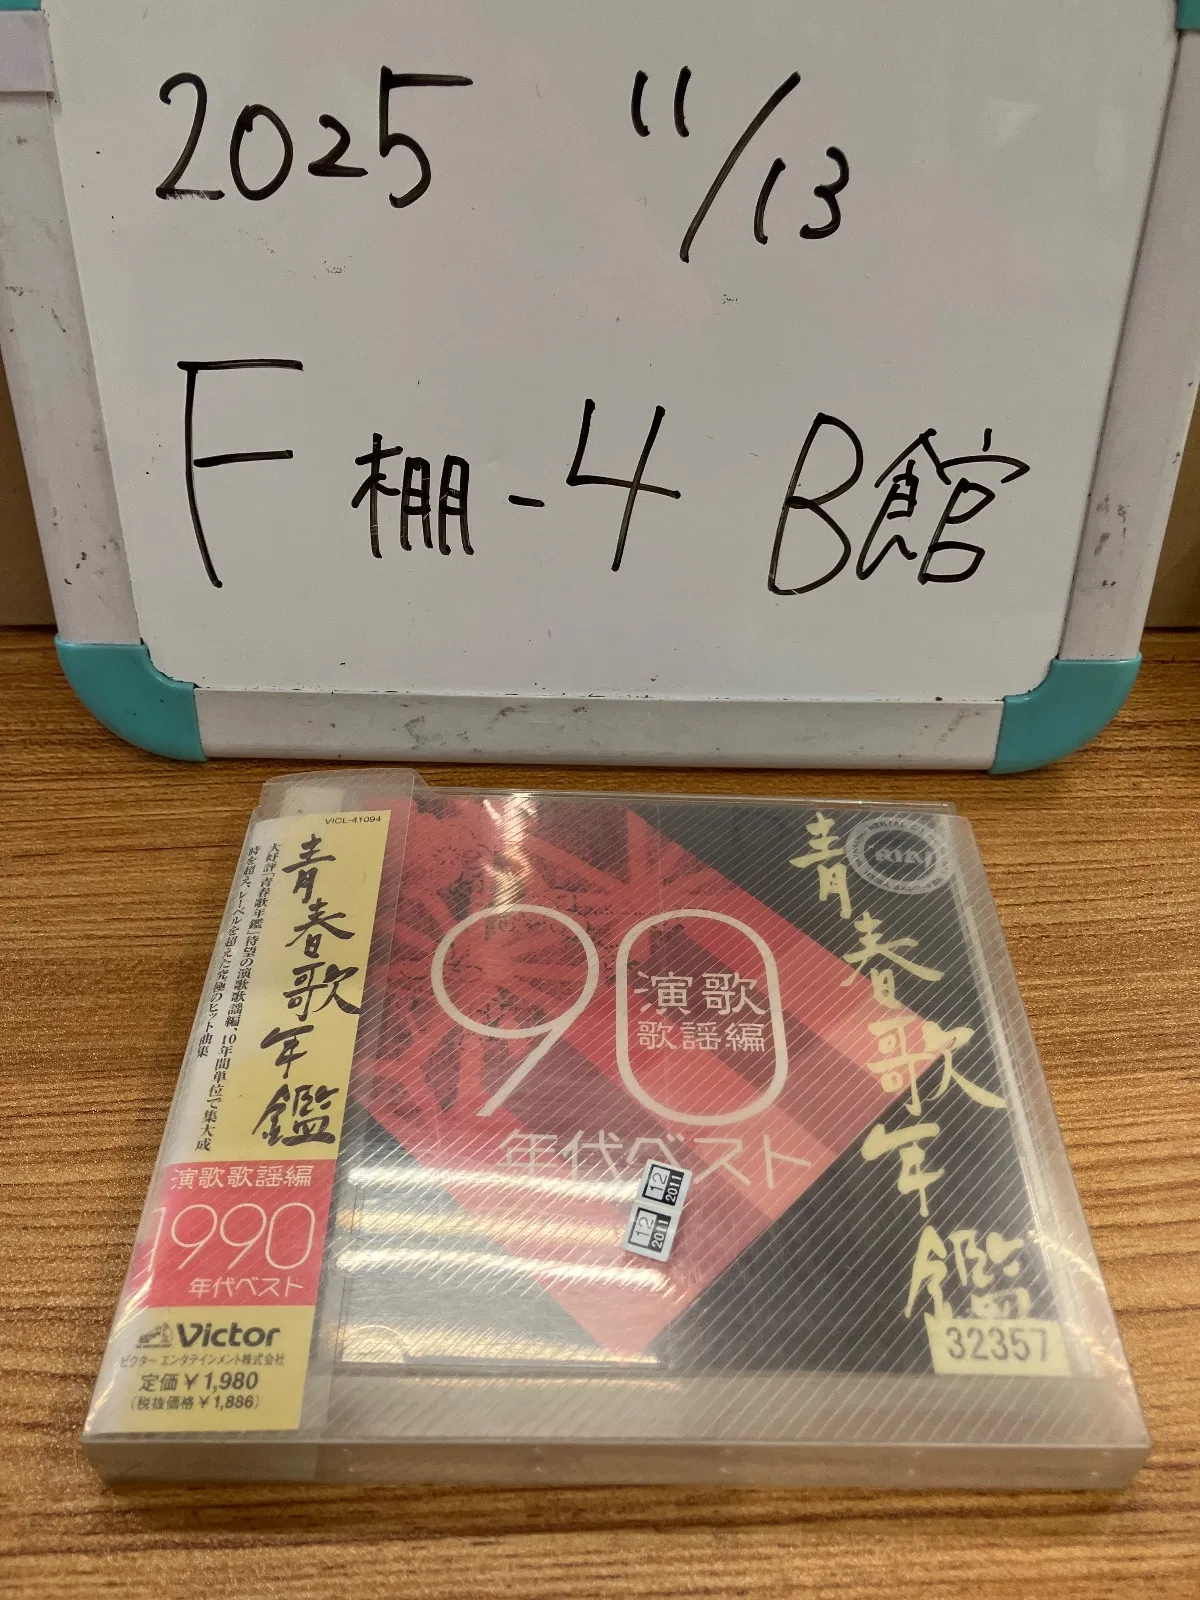 2025 11/13
F棚-4 B館
VICL-41094
青春歌年鑑
大好評「青春歌年鑑」待望の演歌歌謡編、10年間単位で集大成
時を超え、レーベルを超えた究極のヒット曲集
演歌歌謡編
1990
年代ベスト
Victor
ビクターエンタテインメント株式会社
定価¥1,980
(税抜価格¥1,886)
90
演歌
歌謡編
年代ベスト
12 2011
12 2011
青春歌年鑑
32357